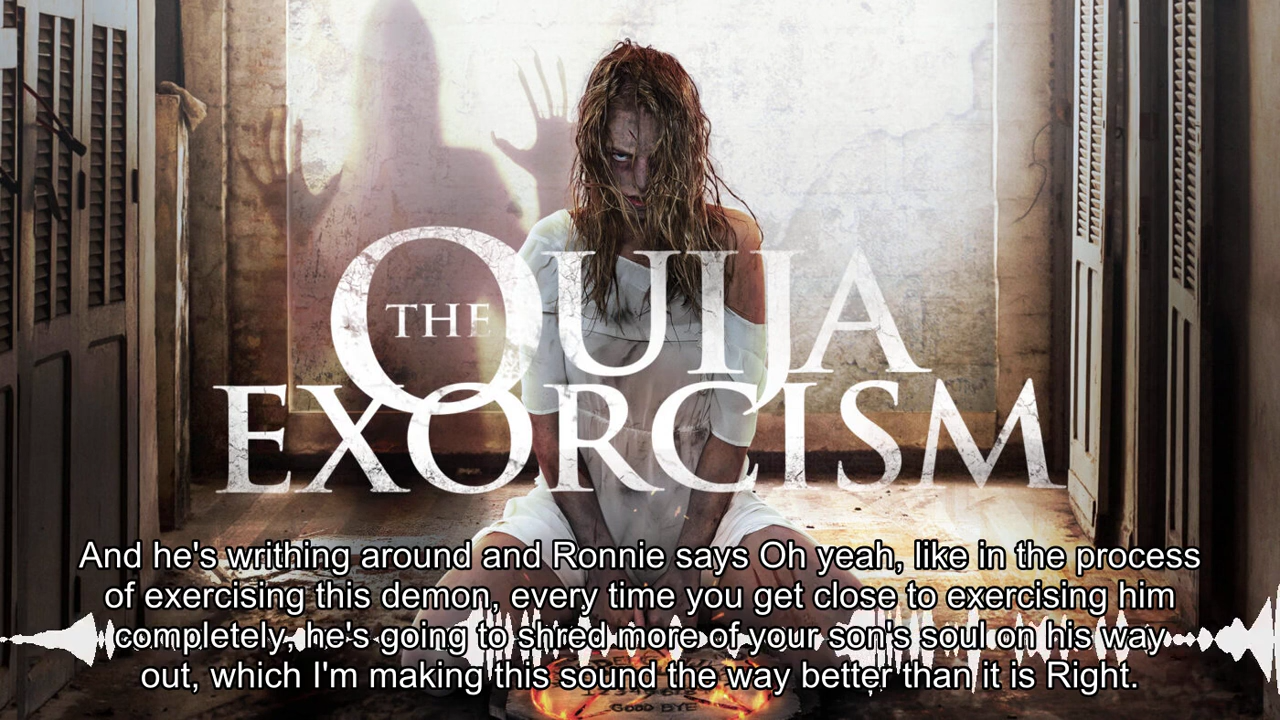 THE OUIJA
EXORCISM
And he's writhing around and Ronnie says Oh yeah, like in the process
of exercising this demon, every time you get close to exercising him
completely, he's going to shred more of your son's soul on his way
out, which I'm making this sound the way better than it is Right.
GOOD BYE